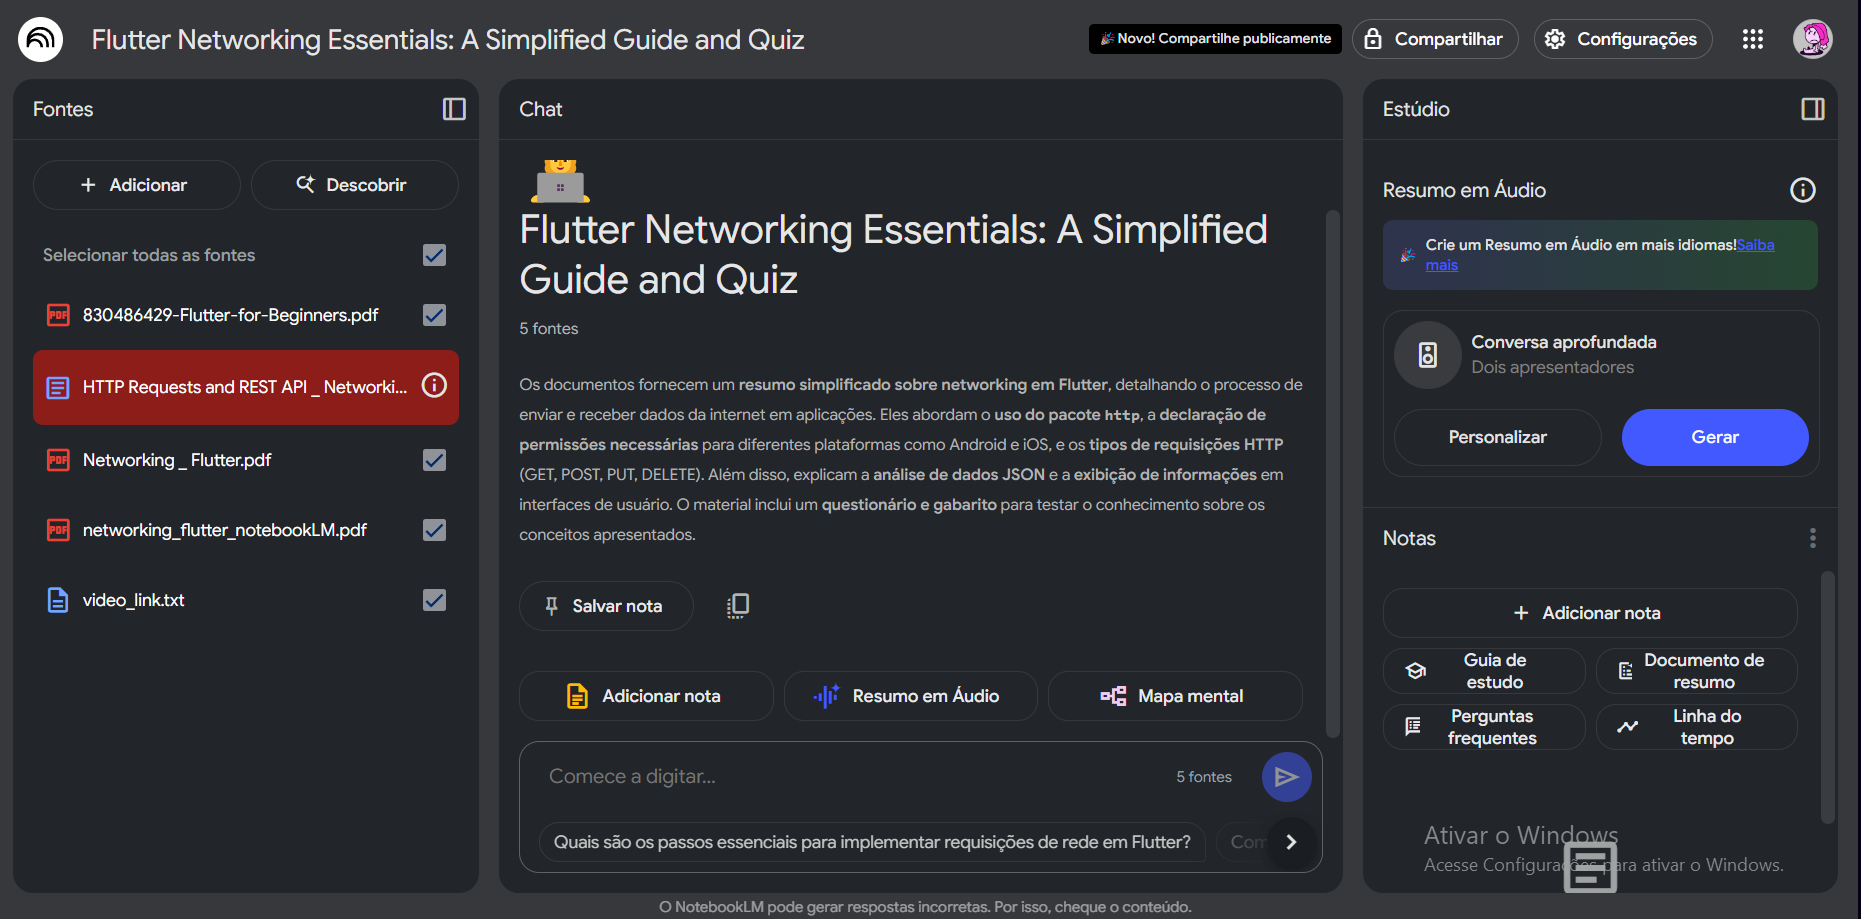 Flutter Networking Essentials: A Simplified Guide and Quiz
Novo! Compartilhe publicamente
Compartilhar
Configurações
Fontes
Adicionar
Descobrir
Selecionar todas as fontes
PDF
830486429-Flutter-for-Beginners.pdf
HTTP Requests and REST API _ Networki...
PDF
Networking _ Flutter.pdf
PDF
networking_flutter_notebookLM.pdf
video_link.txt
Chat
Flutter Networking Essentials: A Simplified
Guide and Quiz
5 fontes
Os documentos fornecem um resumo simplificado sobre networking em Flutter, detalhando o processo de
enviar e receber dados da internet em aplicações. Eles abordam o uso do pacote http, a declaração de
permissões necessárias para diferentes plataformas como Android e iOS, e os tipos de requisições HTTP
(GET, POST, PUT, DELETE). Além disso, explicam a análise de dados JSON e a exibição de informações em
interfaces de usuário. O material inclui um questionário e gabarito para testar o conhecimento sobre os
conceitos apresentados.
Salvar nota
Adicionar nota
Resumo em Áudio
Mapa mental
Comece a digitar...
5 fontes
Quais são os passos essenciais para implementar requisições de rede em Flutter?
Com
O NotebookLM pode gerar respostas incorretas. Por isso, cheque o conteúdo.
Estúdio
Resumo em Áudio
Crie um Resumo em Áudio em mais idiomas!Saiba
mais
Conversa aprofundada
Dois apresentadores
Personalizar
Gerar
Notas
Adicionar nota
Guia de
estudo
Documento de
resumo
Perguntas
frequentes
Linha do
tempo
Ativar o Windows
Acesse Configurações para ativar o Windows.